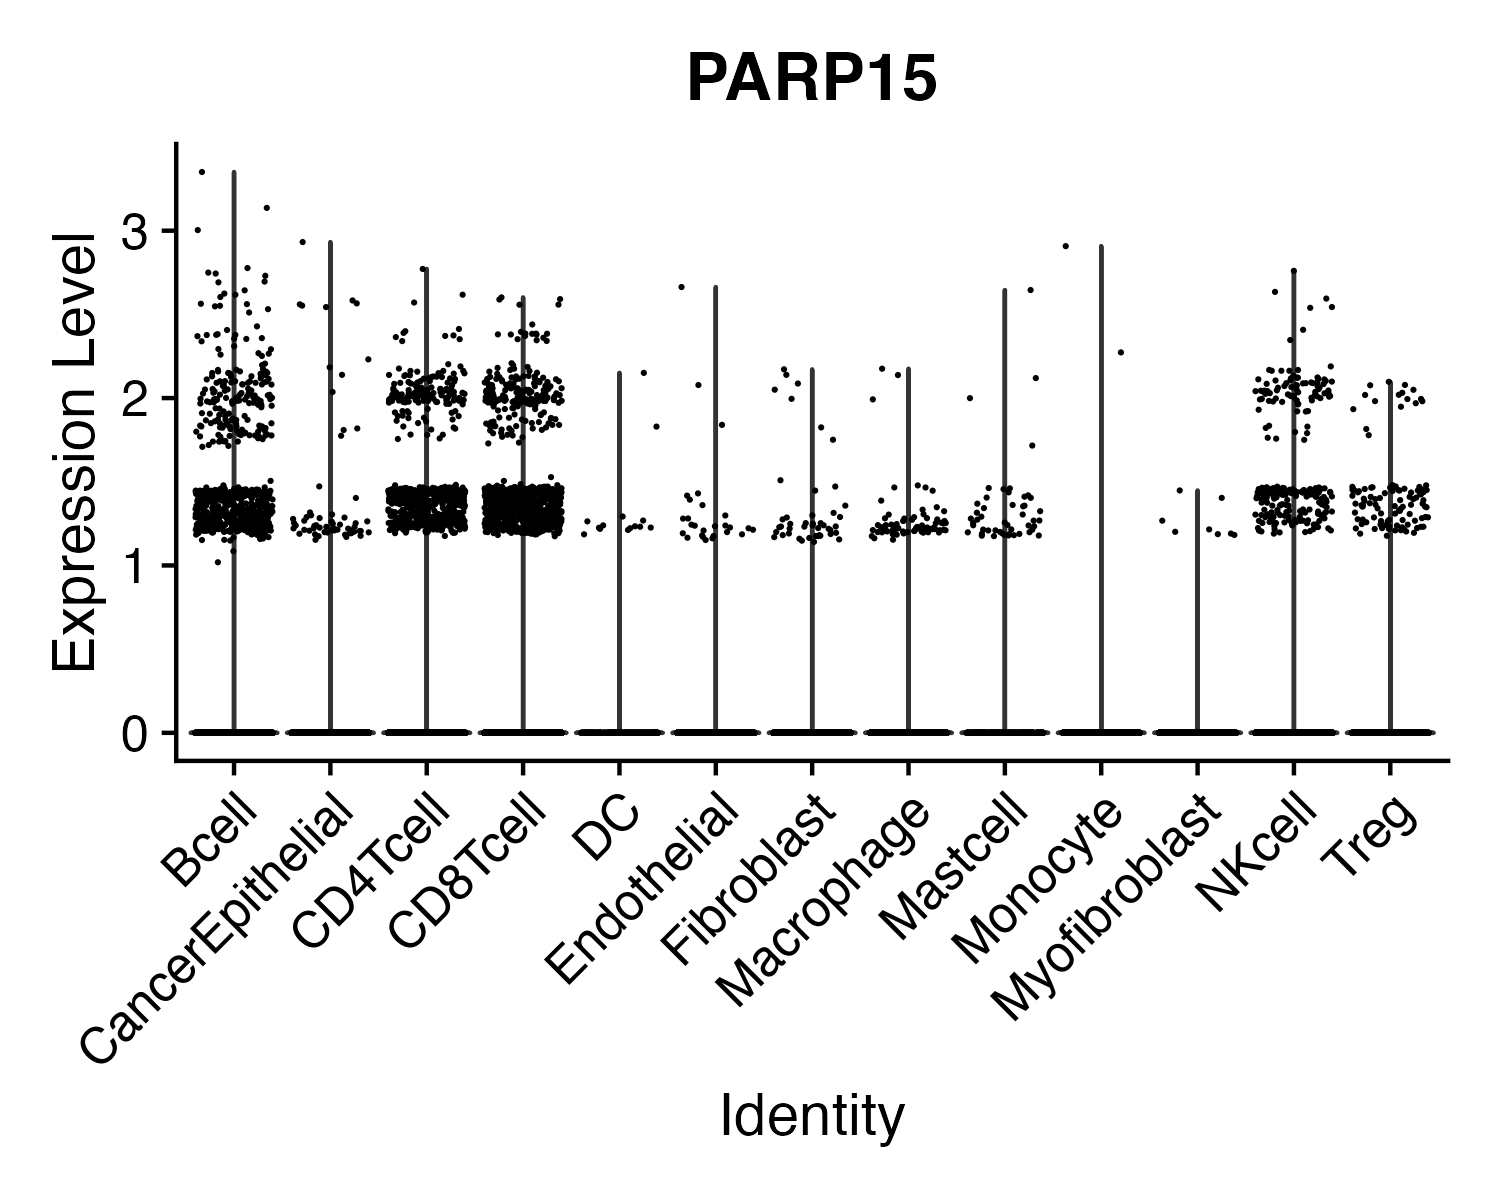 PARP15
Expression Level
3
2
1
0
Bcell
CancerEpithelial
CD4Tcell
CD8Tcell
DC
Endothelial
Fibroblast
Macrophage
Mastcell
Monocyte
Myofibroblast
NKcell
Treg
Identity